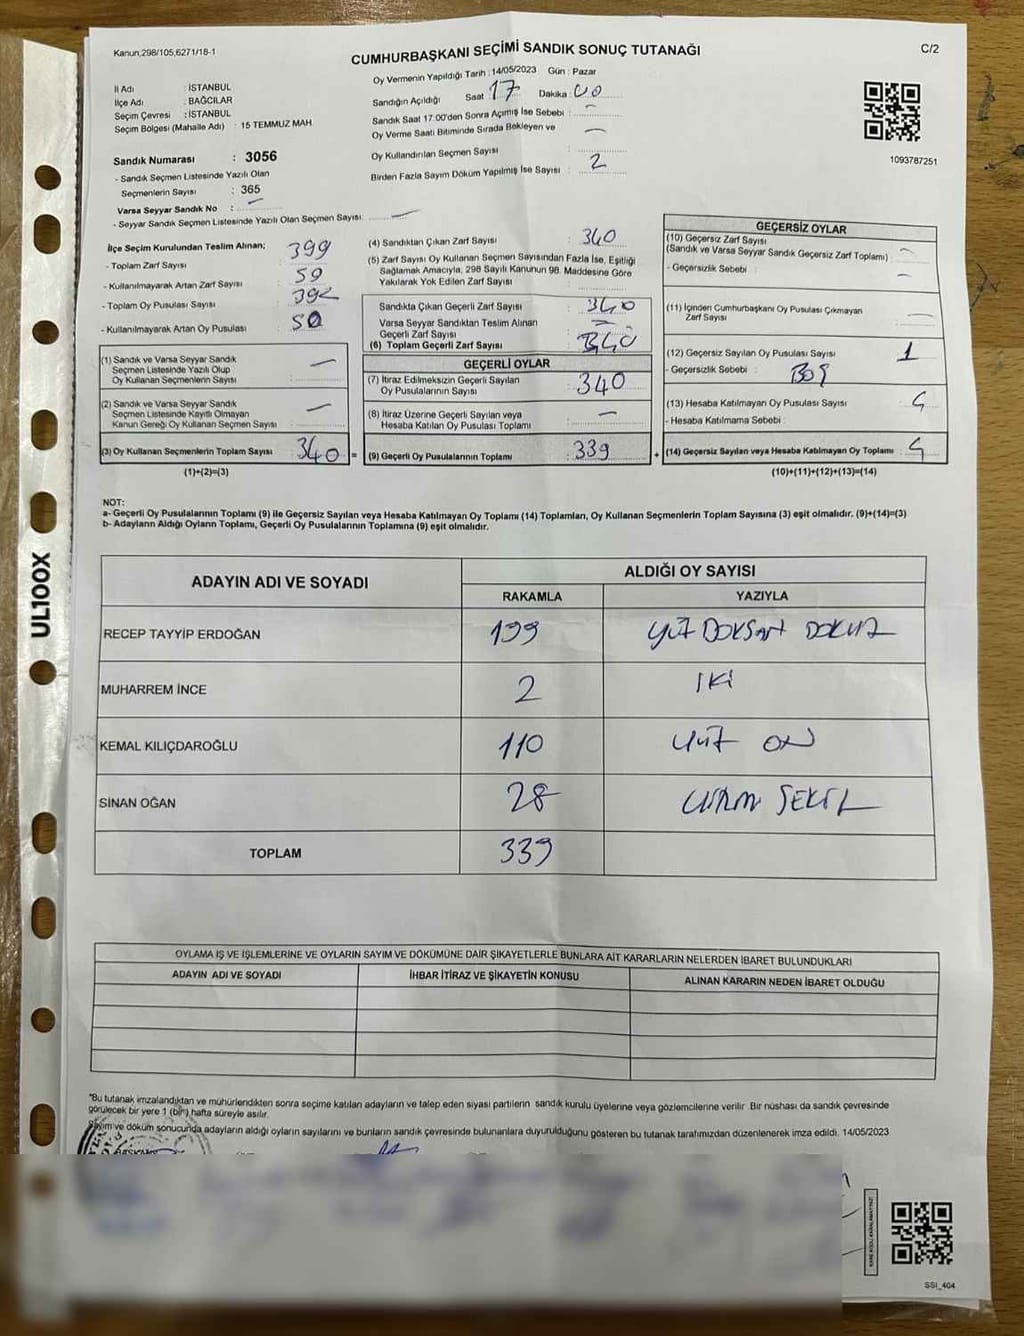 Kanun,298/105,6271/18-1
CUMHURBAŞKANI SEÇİMİ SANDIK SONUÇ TUTANAĞI
C/2
İl Adı : İSTANBUL
İlçe Adı : BAĞCILAR
Seçim Çevresi : İSTANBUL
Seçim Bölgesi (Mahalle Adı) : 15 TEMMUZ MAH.
Sandık Numarası : 3056
- Sandık Seçmen Listesinde Yazılı Olan
Seçmenlerin Sayısı : 365
Varsa Seyyar Sandık No : -
- Seyyar Sandık Seçmen Listesinde Yazılı Olan Seçmen Sayısı: -
Oy Vermenin Yapıldığı Tarih : 14/05/2023 Gün : Pazar
Sandığın Açıldığı Saat : 17 Dakika : 00
Sandık Saat 17:00'den Sonra Açımış İse Sebebi : -
Oy Verme Saati Bitiminde Sırada Bekleyen ve -
Oy Kullandırılan Seçmen Sayısı
Birden Fazla Sayım Döküm Yapılmış İse Sayısı : 2
1093787251
İlçe Seçim Kurulundan Teslim Alınan;
- Toplam Zarf Sayısı : 399
- Kullanılmayarak Artan Zarf Sayısı : 59
- Toplam Oy Pusulası Sayısı : 392
- Kullanılmayarak Artan Oy Pusulası :
(1) Sandık ve Varsa Seyyar Sandık
Seçmen Listesinde Yazılı Olup
Oy Kullanan Seçmenlerin Sayısı : -
(2) Sandık ve Varsa Seyyar Sandık
Seçmen Listesinde Kayıtlı Olmayan
Kanun Gereği Oy Kullanan Seçmen Sayısı : -
(3) Oy Kullanan Seçmenlerin Toplam Sayısı : 340 =
(1)+(2)=(3)
(4) Sandıktan Çıkan Zarf Sayısı : 340
(5) Zarf Sayısı Oy Kullanan Seçmen Sayısından Fazla İse, Eşitliği
Sağlamak Amacıyla, 298 Sayılı Kanunun 98. Maddesine Göre
Yakılarak Yok Edilen Zarf Sayısı :
Sandıkta Çıkan Geçerli Zarf Sayısı : 340
Varsa Seyyar Sandıktan Teslim Alınan
Geçerli Zarf Sayısı : -
(6) Toplam Geçerli Zarf Sayısı : 340
GEÇERLİ OYLAR
(7) İtiraz Edilmeksizin Geçerli Sayılan
Oy Pusulalarının Sayısı : 340
(8) İtiraz Üzerine Geçerli Sayılan veya
Hesaba Katılan Oy Pusulası Toplamı : -
(9) Geçerli Oy Pusulalarının Toplamı : 339 +
GEÇERSİZ OYLAR
(10) Geçersiz Zarf Sayısı
(Sandık ve Varsa Seyyar Sandık Geçersiz Zarf Toplamı) : -
- Geçersizlik Sebebi : -
(11) İçinden Cumhurbaşkanı Oy Pusulası Çıkmayan
Zarf Sayısı : -
(12) Geçersiz Sayılan Oy Pusulası Sayısı : 1
- Geçersizlik Sebebi : BOŞ
(13) Hesaba Katılmayan Oy Pusulası Sayısı :
- Hesaba Katılmama Sebebi :
(14) Geçersiz Sayılan veya Hesaba Katılmayan Oy Toplamı :
(10)+(11)+(12)+(13)=(14)
NOT:
a- Geçerli Oy Pusulalarının Toplamı (9) ile Geçersiz Sayılan veya Hesaba Katılmayan Oy Toplamı (14) Toplamları, Oy Kullanan Seçmenlerin Toplam Sayısına (3) eşit olmalıdır. (9)+(14)=(3)
b- Adayların Aldığı Oyların Toplamı, Geçerli Oy Pusulalarının Toplamına (9) eşit olmalıdır.
UL100X
ADAYIN ADI VE SOYADI
ALDIĞI OY SAYISI
RAKAMLA YAZIYLA
RECEP TAYYİP ERDOĞAN 199 YÜZ DOKSAN DOKUZ
MUHARREM İNCE 2 İKİ
KEMAL KILIÇDAROĞLU 110 YÜZ ON
SİNAN OĞAN 28 YİRMİ SEKİZ
TOPLAM 339
OYLAMA İŞ VE İŞLEMLERİNE VE OYLARIN SAYIM VE DÖKÜMÜNE DAİR ŞİKAYETLERLE BUNLARA AİT KARARLARIN NELERDEN İBARET BULUNDUKLARI
ADAYIN ADI VE SOYADI İHBAR İTİRAZ VE ŞİKAYETİN KONUSU ALINAN KARARIN NEDEN İBARET OLDUĞU
*Bu tutanak imzalandıktan ve mühürlendikten sonra seçime katılan adayların ve talep eden siyasi partilerin sandık kurulu üyelerine veya gözlemcilerine verilir. Bir nüshası da sandık çevresinde
görülecek bir yere 1 (bir) hafta süreyle asılır.
Sayım ve döküm sonucunda adayların aldığı oyların sayılarını ve bunların sandık çevresinde bulunanlara duyurulduğunu gösteren bu tutanak tarafımızdan düzenlenerek imza edildi. 14/05/2023
BAŞKAN
KARE KODU KARALAMAYINIZ!
SSI_404